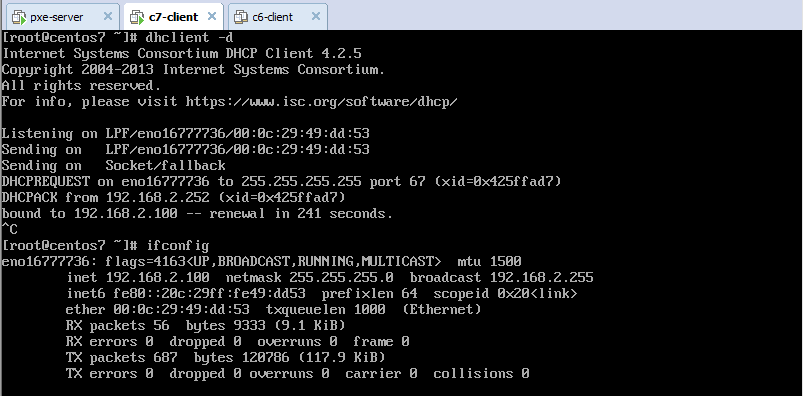 pxe-server c7-client c6-client
[root@centos7 ~]# dhclient -d
Internet Systems Consortium DHCP Client 4.2.5
Copyright 2004-2013 Internet Systems Consortium.
All rights reserved.
For info, please visit https://www.isc.org/software/dhcp/
Listening on LPF/eno16777736/00:0c:29:49:dd:53
Sending on   LPF/eno16777736/00:0c:29:49:dd:53
Sending on   Socket/fallback
DHCPREQUEST on eno16777736 to 255.255.255.255 port 67 (xid=0x425ffad7)
DHCPACK from 192.168.2.252 (xid=0x425ffad7)
bound to 192.168.2.100 -- renewal in 241 seconds.
^C
[root@centos7 ~]# ifconfig
eno16777736: flags=4163<UP,BROADCAST,RUNNING,MULTICAST>  mtu 1500
        inet 192.168.2.100  netmask 255.255.255.0  broadcast 192.168.2.255
        inet6 fe80::20c:29ff:fe49:dd53  prefixlen 64  scopeid 0x20<link>
        ether 00:0c:29:49:dd:53  txqueuelen 1000  (Ethernet)
        RX packets 56  bytes 9333 (9.1 KiB)
        RX errors 0  dropped 0  overruns 0  frame 0
        TX packets 687  bytes 120786 (117.9 KiB)
        TX errors 0  dropped 0 overruns 0  carrier 0  collisions 0